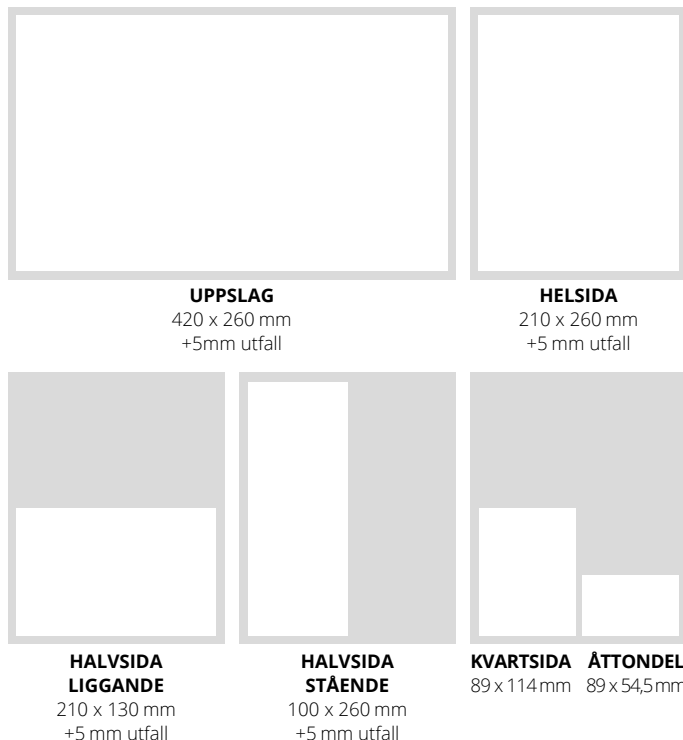 UPPSLAG
420 x 260 mm
+5mm utfall
HELSIDA
210 x 260 mm
+5 mm utfall
HALVSIDA
LIGGANDE
210 x 130 mm
+5 mm utfall
HALVSIDA
STÅENDE
100 x 260 mm
+5 mm utfall
KVARTSIDA
89 x 114 mm
ÅTTONDEL
89 x 54,5 mm